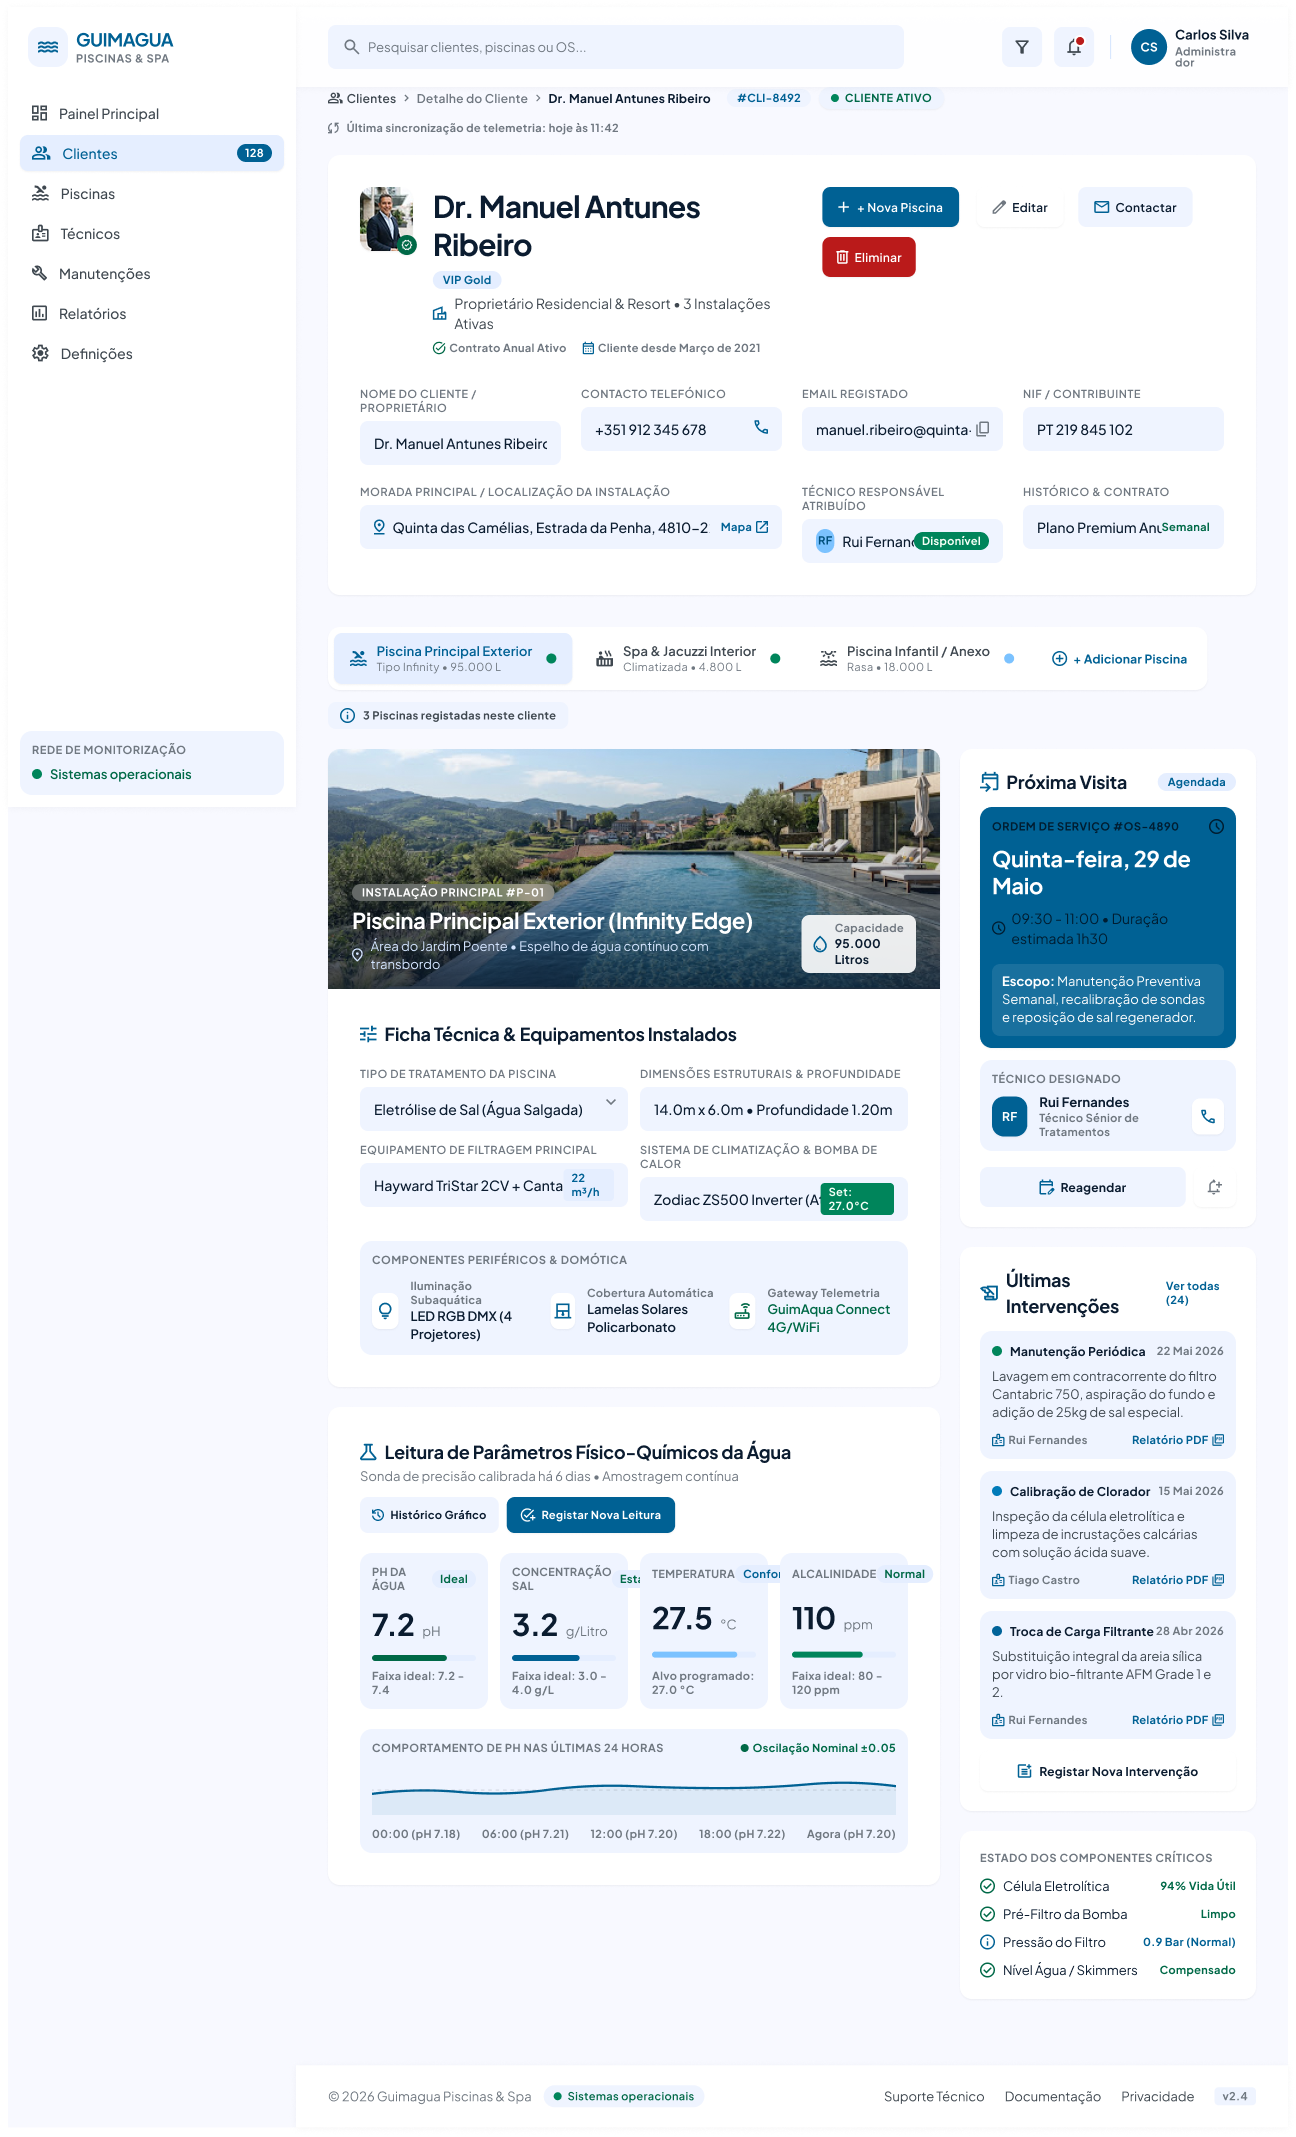 GUIMAGUA
PISCINAS & SPA
Painel Principal
Clientes
128
Piscinas
Técnicos
Manutenções
Relatórios
Definições
REDE DE MONITORIZAÇÃO
Sistemas operacionais
Pesquisar clientes, piscinas ou OS...
CS
Carlos Silva
Administra
dor
Clientes
Detalhe do Cliente
Dr. Manuel Antunes Ribeiro
#CLI-8492
CLIENTE ATIVO
Última sincronização de telemetria: hoje às 11:42
Dr. Manuel Antunes
Ribeiro
VIP Gold
Proprietário Residencial & Resort • 3 Instalações
Ativas
Contrato Anual Ativo
Cliente desde Março de 2021
+ Nova Piscina
Editar
Contactar
Eliminar
NOME DO CLIENTE /
PROPRIETÁRIO
Dr. Manuel Antunes Ribeiro
CONTACTO TELEFÓNICO
+351 912 345 678
EMAIL REGISTADO
manuel.ribeiro@quinta-
NIF / CONTRIBUINTE
PT 219 845 102
MORADA PRINCIPAL / LOCALIZAÇÃO DA INSTALAÇÃO
Quinta das Camélias, Estrada da Penha, 4810-2
Mapa
TÉCNICO RESPONSÁVEL
ATRIBUÍDO
RF
Rui Fernand
Disponível
HISTÓRICO & CONTRATO
Plano Premium Anu
Semanal
Piscina Principal Exterior
Tipo Infinity • 95.000 L
Spa & Jacuzzi Interior
Climatizada • 4.800 L
Piscina Infantil / Anexo
Rasa • 18.000 L
+ Adicionar Piscina
3 Piscinas registadas neste cliente
INSTALAÇÃO PRINCIPAL #P-01
Piscina Principal Exterior (Infinity Edge)
Área do Jardim Poente • Espelho de água contínuo com
transbordo
Capacidade
95.000
Litros
Ficha Técnica & Equipamentos Instalados
TIPO DE TRATAMENTO DA PISCINA
Eletrólise de Sal (Água Salgada)
DIMENSÕES ESTRUTURAIS & PROFUNDIDADE
14.0m x 6.0m • Profundidade 1.20m
EQUIPAMENTO DE FILTRAGEM PRINCIPAL
Hayward TriStar 2CV + Canta
22
m³/h
SISTEMA DE CLIMATIZAÇÃO & BOMBA DE
CALOR
Zodiac ZS500 Inverter (A
Set:
27.0°C
COMPONENTES PERIFÉRICOS & DOMÓTICA
Iluminação
Subaquática
LED RGB DMX (4
Projetores)
Cobertura Automática
Lamelas Solares
Policarbonato
Gateway Telemetria
GuimAqua Connect
4G/WiFi
Leitura de Parâmetros Físico-Químicos da Água
Sonda de precisão calibrada há 6 dias • Amostragem contínua
Histórico Gráfico
Registar Nova Leitura
PH DA
ÁGUA
Ideal
7.2 pH
Faixa ideal: 7.2 -
7.4
CONCENTRAÇÃO
SAL
Está
3.2 g/Litro
Faixa ideal: 3.0 -
4.0 g/L
TEMPERATURA
Confor
27.5 °C
Alvo programado:
27.0 °C
ALCALINIDADE
Normal
110 ppm
Faixa ideal: 80 -
120 ppm
COMPORTAMENTO DE PH NAS ÚLTIMAS 24 HORAS
Oscilação Nominal ±0.05
00:00 (pH 7.18)
06:00 (pH 7.21)
12:00 (pH 7.20)
18:00 (pH 7.22)
Agora (pH 7.20)
Próxima Visita
Agendada
ORDEM DE SERVIÇO #OS-4890
Quinta-feira, 29 de
Maio
09:30 - 11:00 • Duração
estimada 1h30
Escopo: Manutenção Preventiva
Semanal, recalibração de sondas
e reposição de sal regenerador.
TÉCNICO DESIGNADO
RF
Rui Fernandes
Técnico Sénior de
Tratamentos
Reagendar
Últimas
Intervenções
Ver todas
(24)
Manutenção Periódica
22 Mai 2026
Lavagem em contracorrente do filtro
Cantabric 750, aspiração do fundo e
adição de 25kg de sal especial.
Rui Fernandes
Relatório PDF
Calibração de Clorador
15 Mai 2026
Inspeção da célula eletrolítica e
limpeza de incrustações calcárias
com solução ácida suave.
Tiago Castro
Relatório PDF
Troca de Carga Filtrante
28 Abr 2026
Substituição integral da areia sílica
por vidro bio-filtrante AFM Grade 1 e
2.
Rui Fernandes
Relatório PDF
Registar Nova Intervenção
ESTADO DOS COMPONENTES CRÍTICOS
Célula Eletrolítica
94% Vida Útil
Pré-Filtro da Bomba
Limpo
Pressão do Filtro
0.9 Bar (Normal)
Nível Água / Skimmers
Compensado
© 2026 Guimagua Piscinas & Spa
Sistemas operacionais
Suporte Técnico
Documentação
Privacidade
v2.4